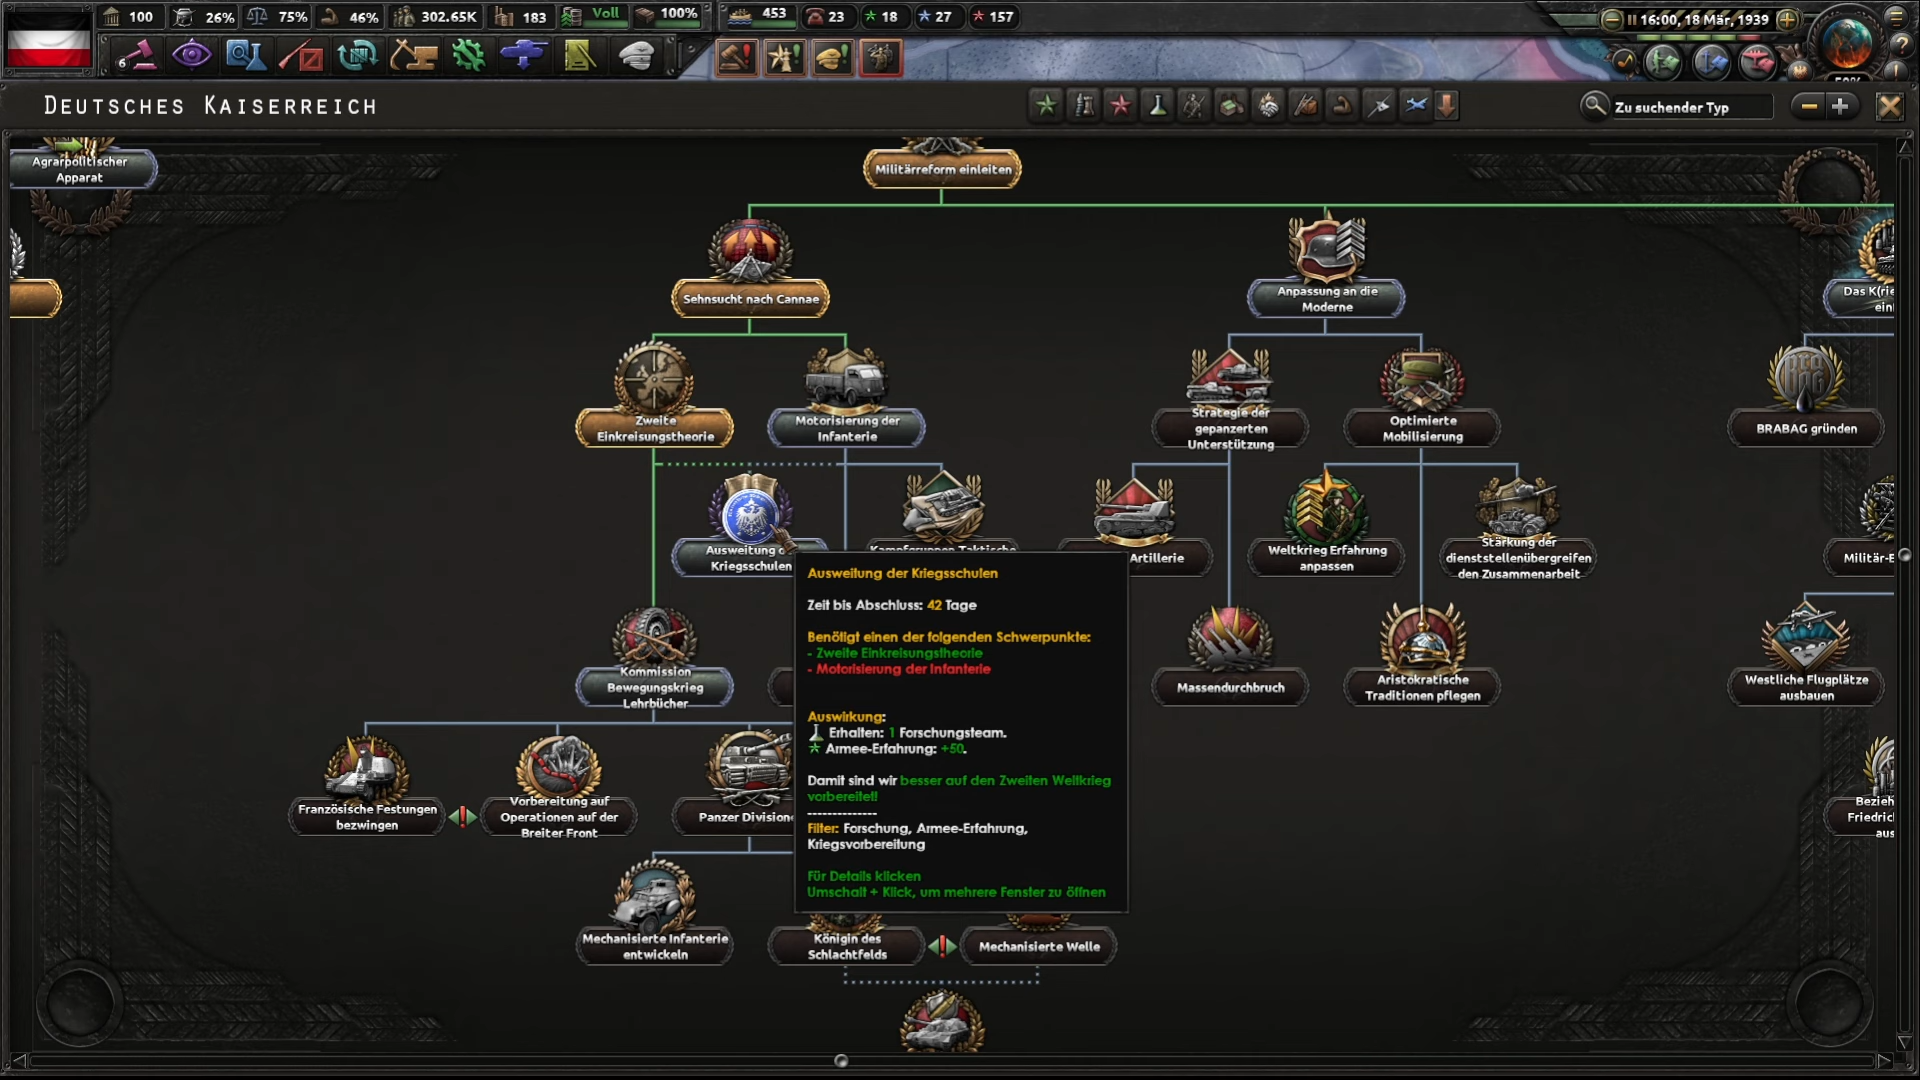 100
26%
75%
46%
302.65K
183
Voll
100%
453
23
18
27
157
16:00, 18 Mär, 1939
6
Deutsches Kaiserreich
Zu suchender Typ
Agrarpolitischer
Apparat
Militärreform einleiten
Sehnsucht nach Cannae
Anpassung an die
Moderne
Zweite
Einkreisungstheorie
Motorisierung der
Infanterie
Strategie der
gepanzerten
Unterstützung
Optimierte
Mobilisierung
BRABAG gründen
Ausweitung d
Kriegsschulen
Kampfgruppen Taktische
Artillerie
Weltkrieg Erfahrung
anpassen
Stärkung der
dienststellenübergreifen
den Zusammenarbeit
Militär-E
Ausweitung der Kriegsschulen
Zeit bis Abschluss: 42 Tage
Benötigt einen der folgenden Schwerpunkte:
- Zweite Einkreisungstheorie
- Motorisierung der Infanterie
Auswirkung:
Erhalten: 1 Forschungsteam.
Armee-Erfahrung: +50.
Damit sind wir besser auf den Zweiten Weltkrieg
vorbereitet!
--------------
Filter: Forschung, Armee-Erfahrung,
Kriegsvorbereitung
Für Details klicken
Umschalt + Klick, um mehrere Fenster zu öffnen
Kommission
Bewegungskrieg
Lehrbücher
Massendurchbruch
Aristokratische
Traditionen pflegen
Westliche Flugplätze
ausbauen
Französische Festungen
bezwingen
Vorbereitung auf
Operationen auf der
Breiter Front
Panzer Division
Bezieh
Friedric
aus
Mechanisierte Infanterie
entwickeln
Königin des
Schlachtfelds
Mechanisierte Welle